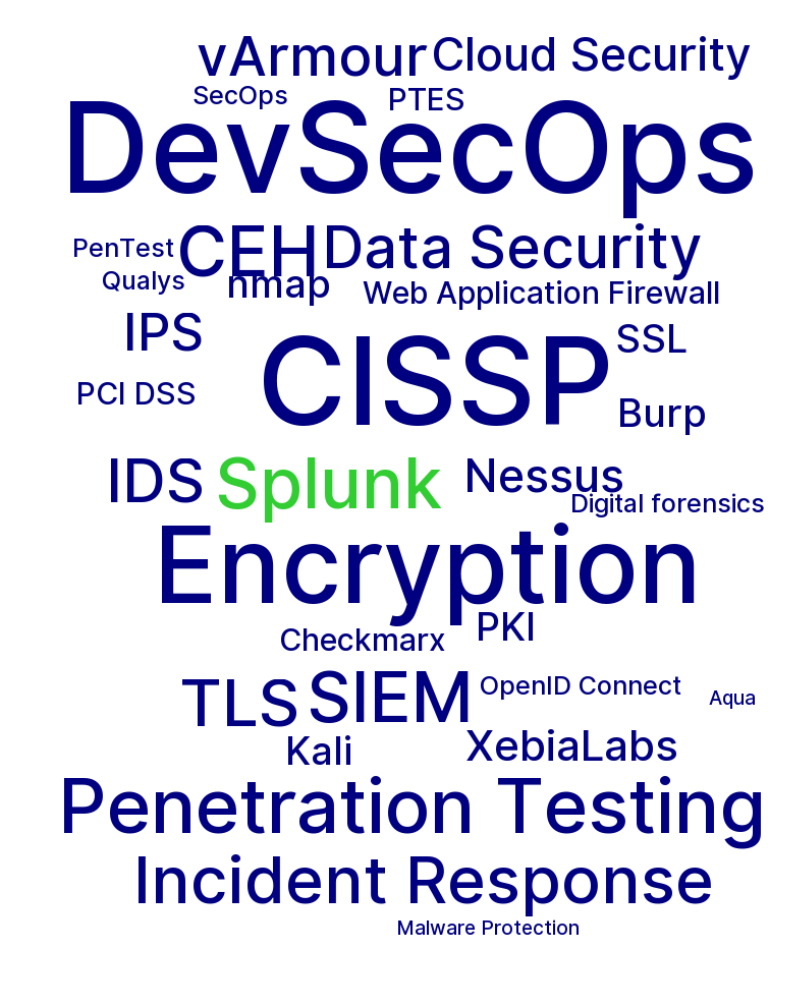 vArmour Cloud Security
SecOps PTES
DevSecOps
PenTest CEH Data Security
Qualys nmap Web Application Firewall
IPS SSL
CISSP
PCI DSS Burp
IDS Splunk Nessus
Digital forensics
Encryption
Checkmarx PKI
TLS SIEM OpenID Connect Aqua
Kali XebiaLabs
Penetration Testing
Incident Response
Malware Protection